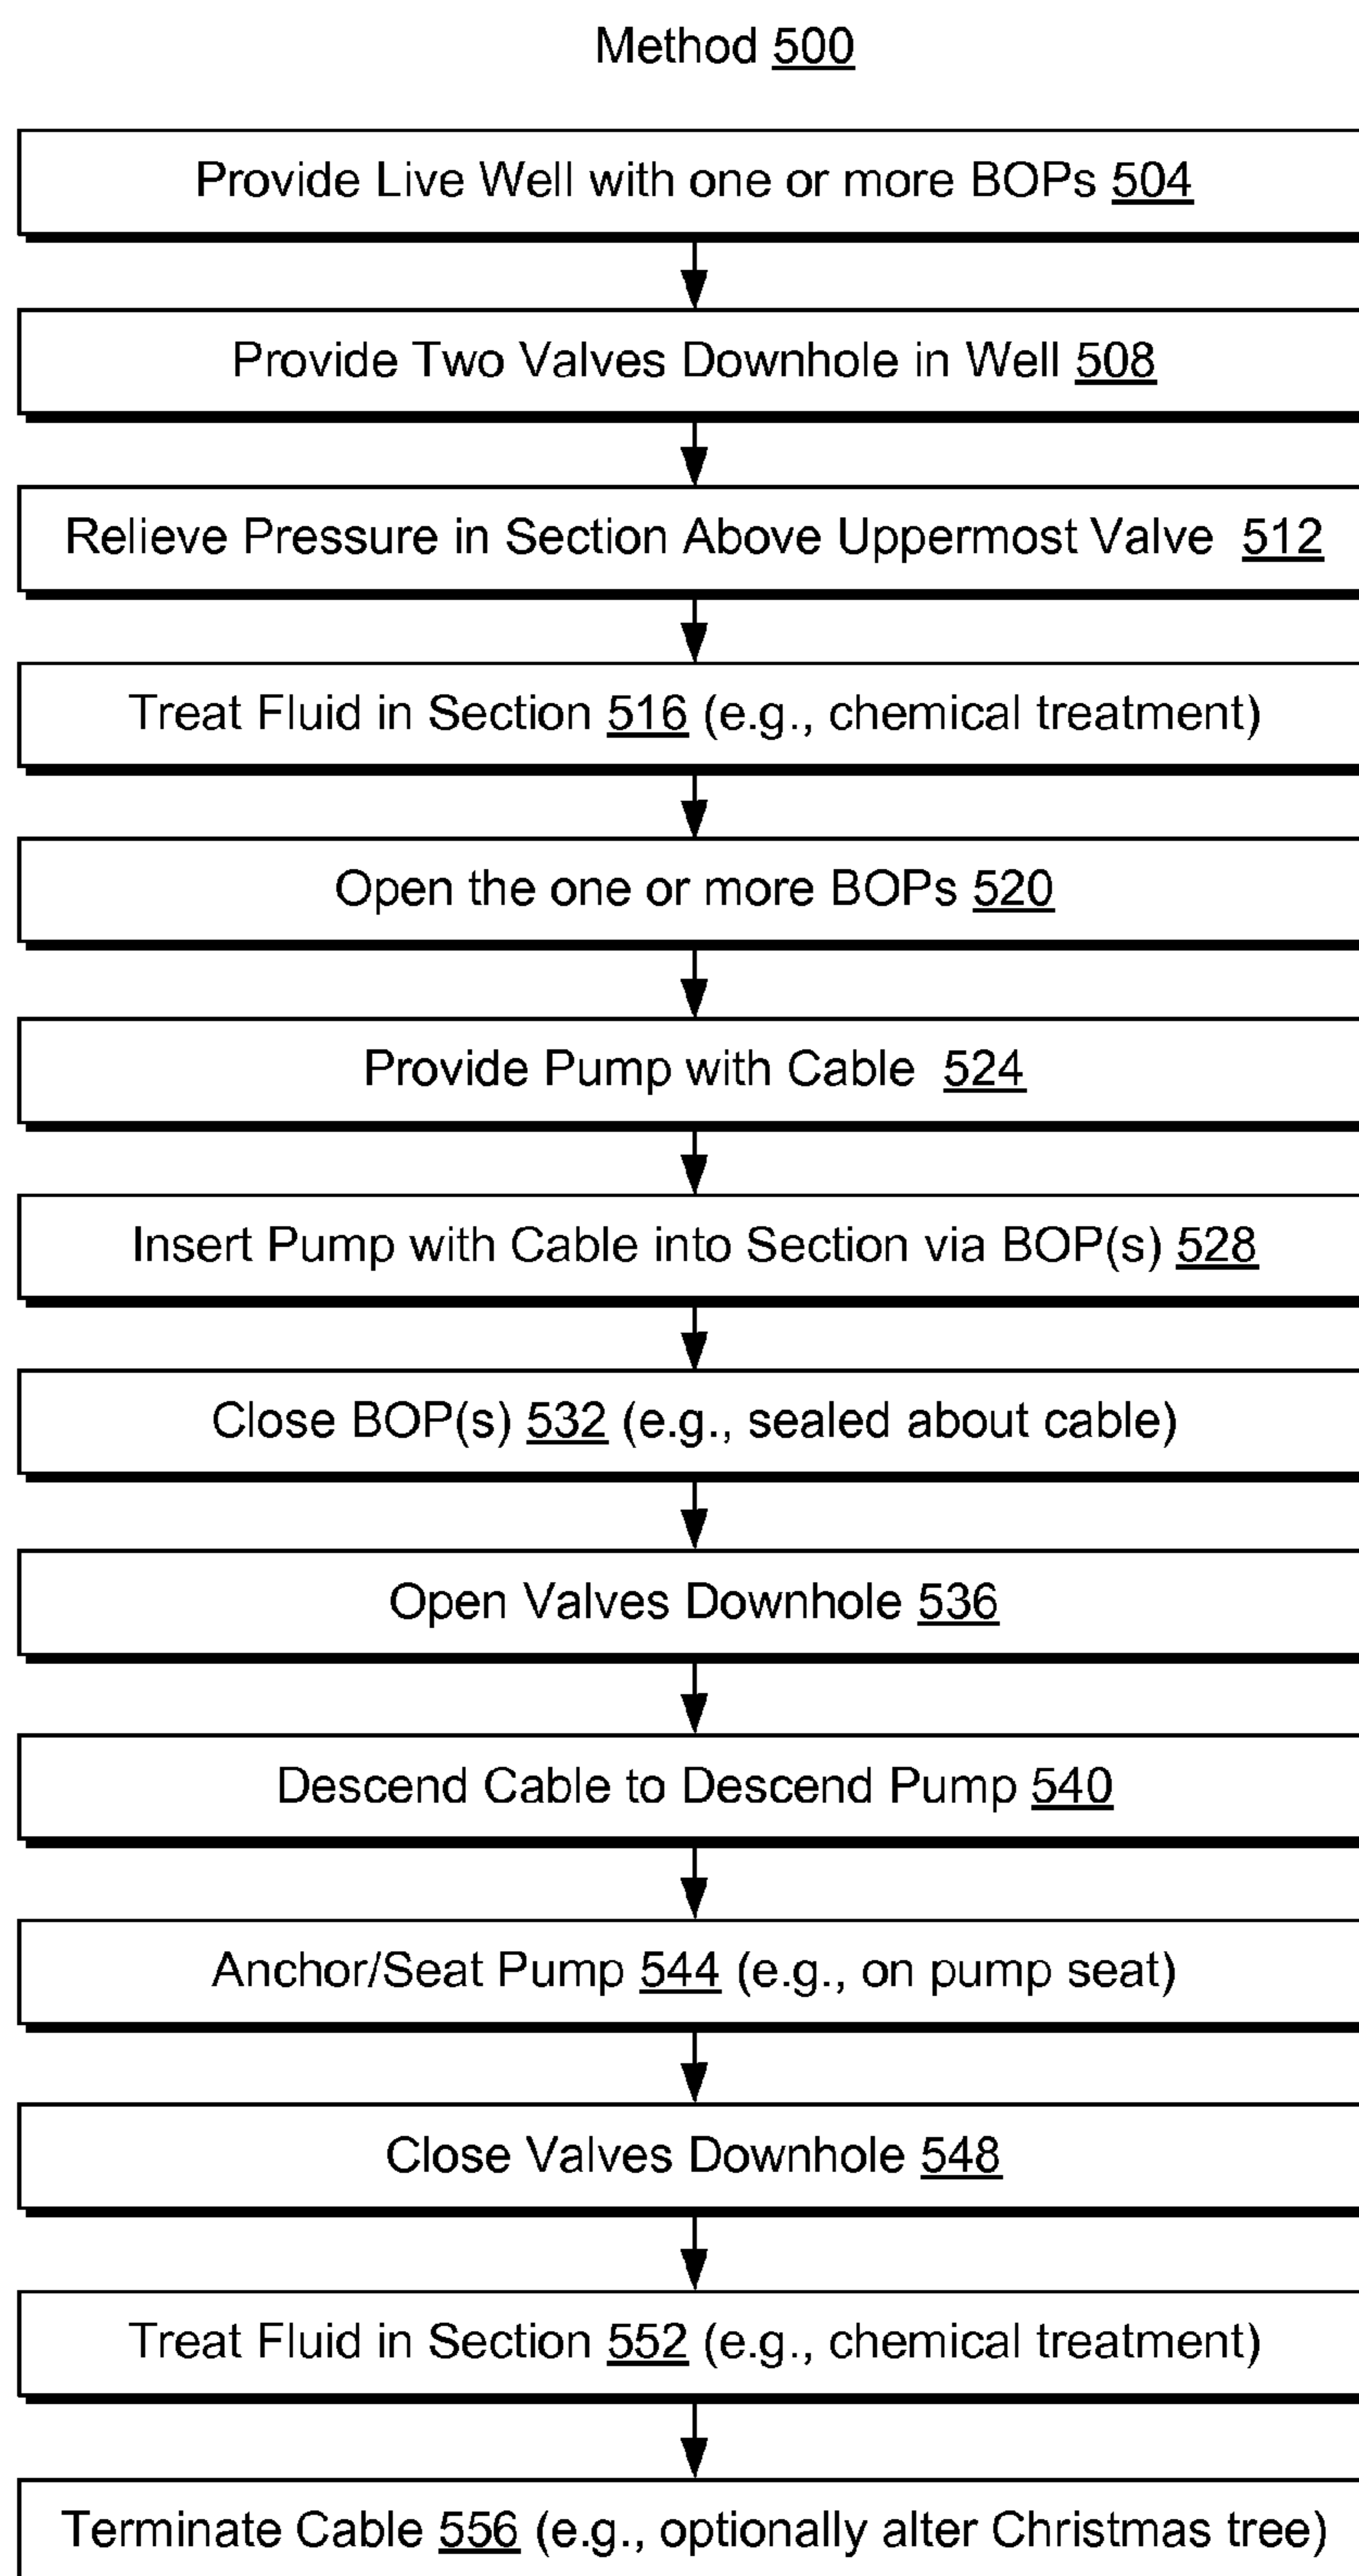 Method 500
Provide Live Well with one or more BOPs 504
Provide Two Valves Downhole in Well 508
Relieve Pressure in Section Above Uppermost Valve 512
Treat Fluid in Section 516 (e.g., chemical treatment)
Open the one or more BOPs 520
Provide Pump with Cable 524
Insert Pump with Cable into Section via BOP(s) 528
Close BOP(s) 532 (e.g., sealed about cable)
Open Valves Downhole 536
Descend Cable to Descend Pump 540
Anchor/Seat Pump 544 (e.g., on pump seat)
Close Valves Downhole 548
Treat Fluid in Section 552 (e.g., chemical treatment)
Terminate Cable 556 (e.g., optionally alter Christmas tree)